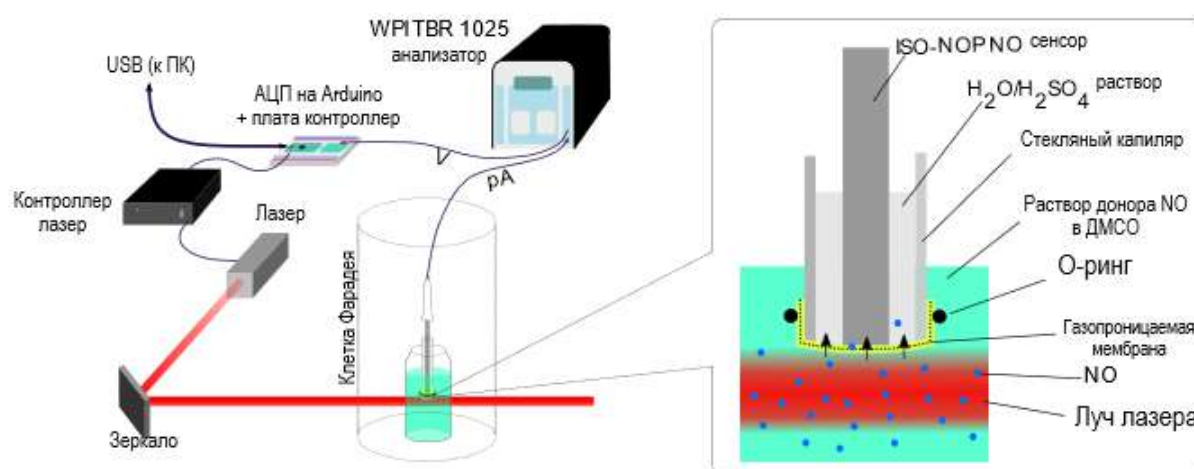 WPI TBR 1025
анализатор
USB (к ПК)
АЦП на Arduino
+ плата контроллер
V
pA
Контроллер
лазер
Лазер
Клетка Фарадея
Зеркало
ISO-NOP NO сенсор
H2O/H2SO4 раствор
Стекляный капиляр
Раствор донора NO
в ДМСО
О-ринг
Газопроницаемая
мембрана
NO
Луч лазера